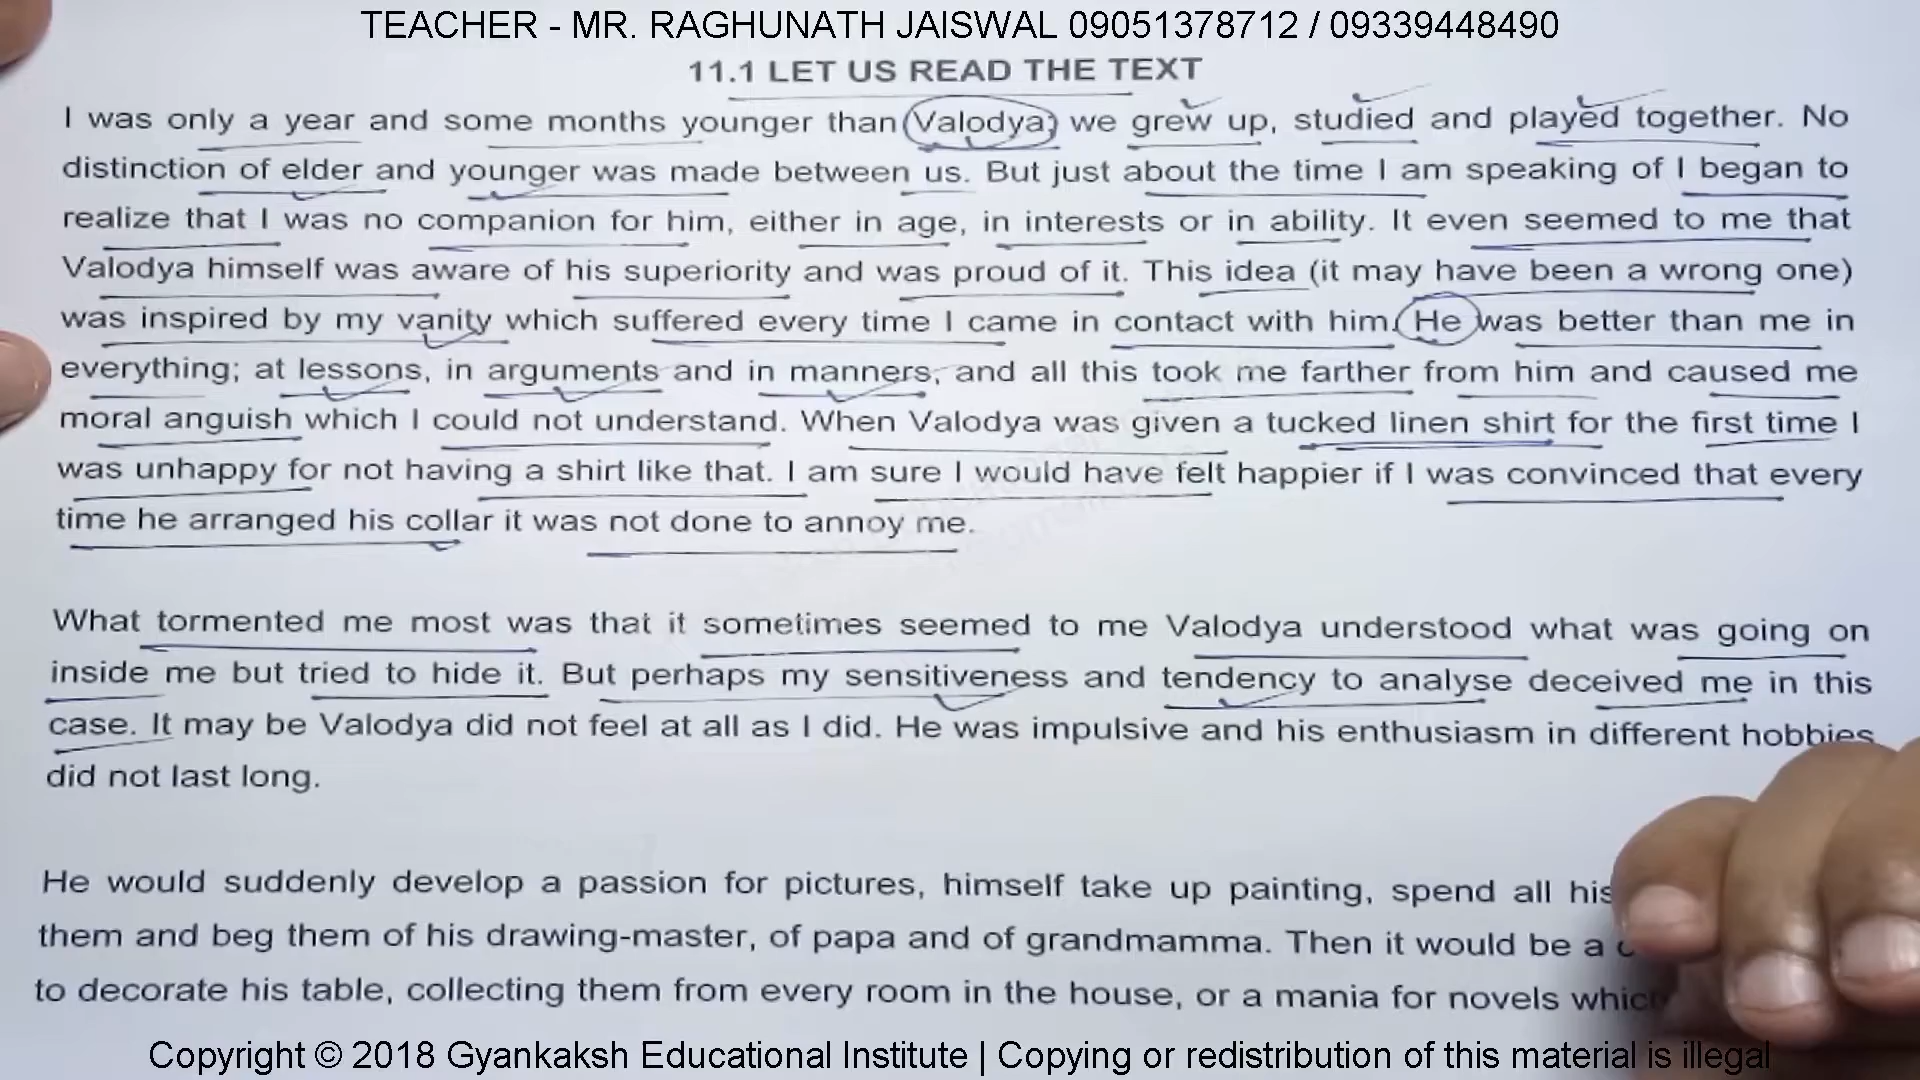 TEACHER - MR. RAGHUNATH JAISWAL 09051378712 / 09339448490
11.1 LET US READ THE TEXT
I was only a year and some months younger than Valodya; we grew up, studied and played together. No
distinction of elder and younger was made between us. But just about the time I am speaking of I began to
realize that I was no companion for him, either in age, in interests or in ability. It even seemed to me that
Valodya himself was aware of his superiority and was proud of it. This idea (it may have been a wrong one)
was inspired by my vanity which suffered every time I came in contact with him. He was better than me in
everything; at lessons, in arguments and in manners, and all this took me farther from him and caused me
moral anguish which I could not understand. When Valodya was given a tucked linen shirt for the first time I
was unhappy for not having a shirt like that. I am sure I would have felt happier if I was convinced that every
time he arranged his collar it was not done to annoy me.
What tormented me most was that it sometimes seemed to me Valodya understood what was going on
inside me but tried to hide it. But perhaps my sensitiveness and tendency to analyse deceived me in this
case. It may be Valodya did not feel at all as I did. He was impulsive and his enthusiasm in different hobbies
did not last long.
He would suddenly develop a passion for pictures, himself take up painting, spend all his
them and beg them of his drawing-master, of papa and of grandmamma. Then it would be a
to decorate his table, collecting them from every room in the house, or a mania for novels which
Copyright © 2018 Gyankaksh Educational Institute | Copying or redistribution of this material is illegal